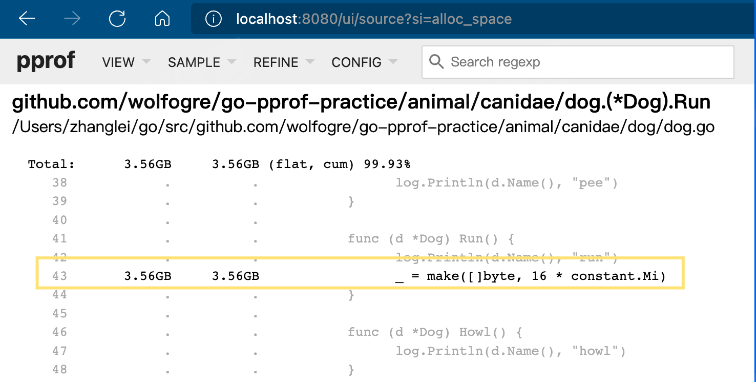 localhost:8080/ui/source?si=alloc_space
pprof VIEW SAMPLE REFINE CONFIG Search regexp
github.com/wolfogre/go-pprof-practice/animal/canidae/dog.(*Dog).Run
/Users/zhanglei/go/src/github.com/wolfogre/go-pprof-practice/animal/canidae/dog/dog.go
Total: 3.56GB 3.56GB (flat, cum) 99.93%
38 . . log.Println(d.Name(), "pee")
39 . . }
40 . .
41 . . func (d *Dog) Run() {
42 . . log.Println(d.Name(), "run")
43 3.56GB 3.56GB _ = make([]byte, 16 * constant.Mi)
44 . . }
45 . .
46 . . func (d *Dog) Howl() {
47 . . log.Println(d.Name(), "howl")
48 . . }